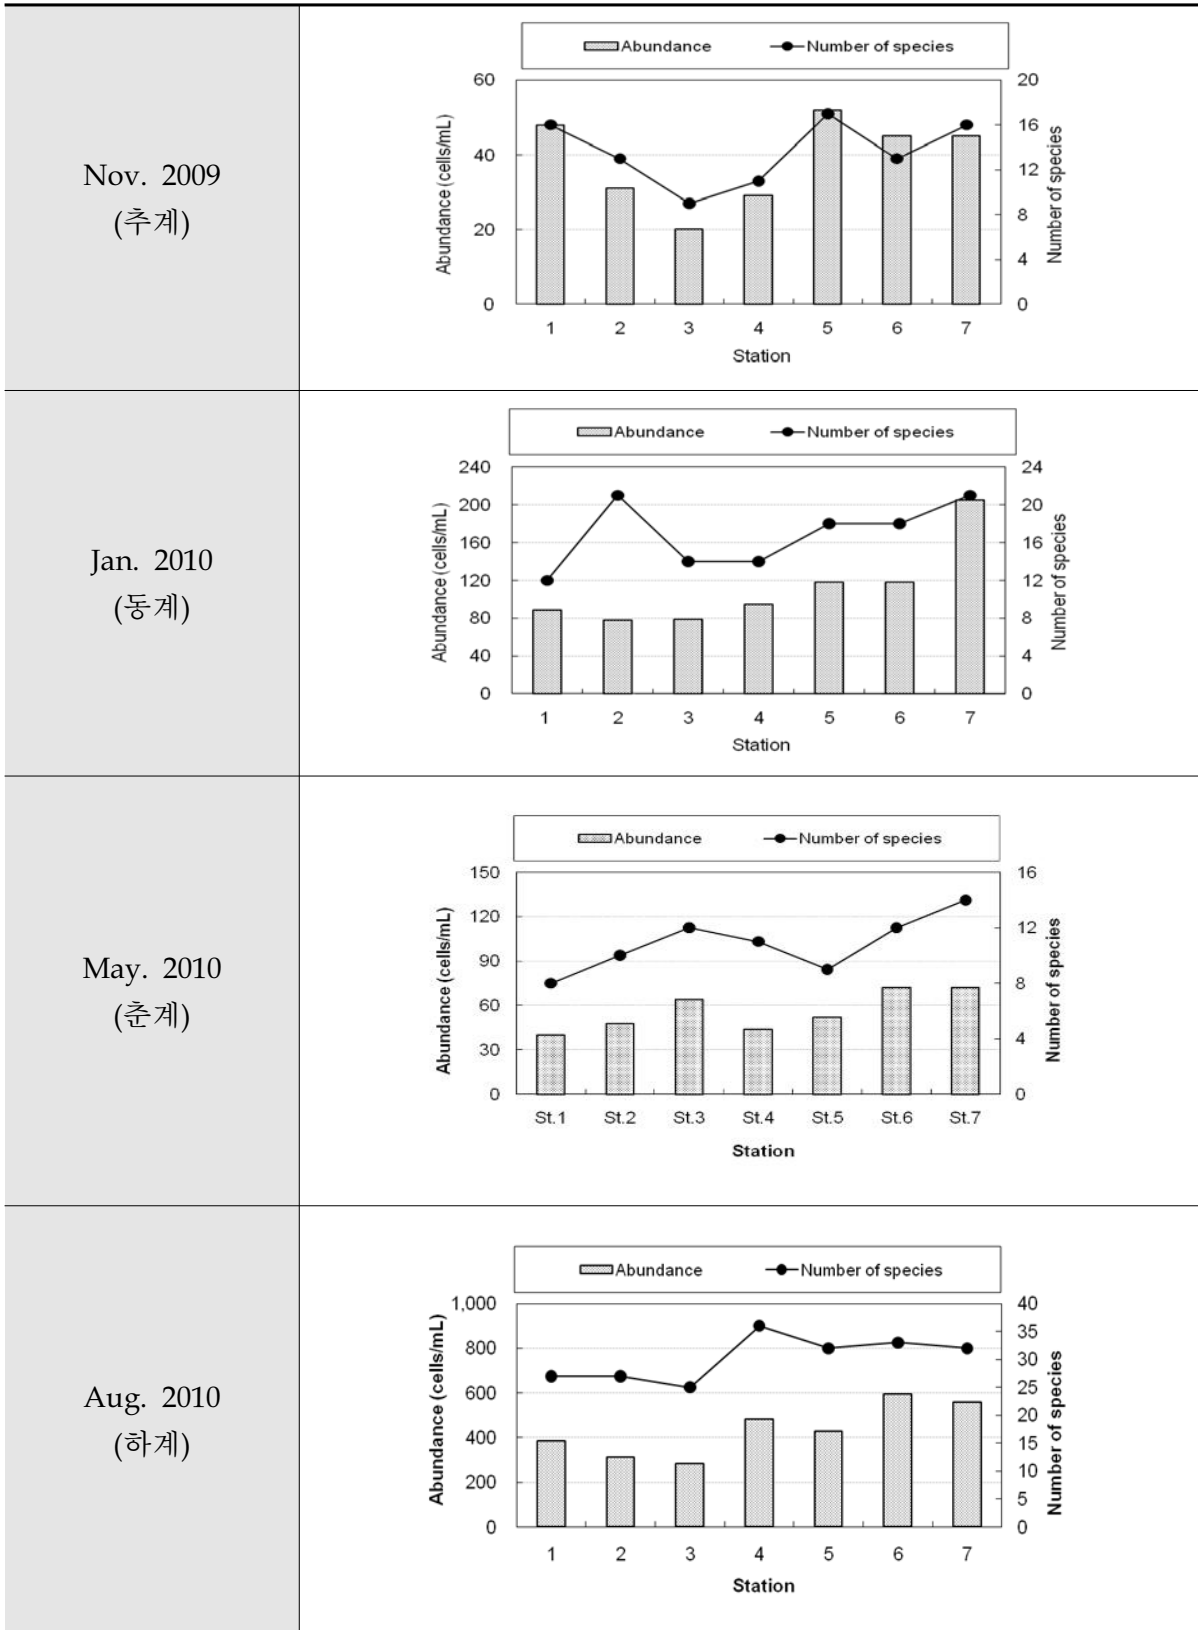 Nov. 2009
(추계)
Abundance
Number of species
Abundance (cells/mL)
60
40
20
0
20
16
12
8
4
0
Number of species
1 2 3 4 5 6 7
Station
Jan. 2010
(동계)
Abundance
Number of species
Abundance (cells/mL)
240
200
160
120
80
40
0
24
20
16
12
8
4
0
Number of species
1 2 3 4 5 6 7
Station
May. 2010
(춘계)
Abundance
Number of species
Abundance (cells/mL)
150
120
90
60
30
0
16
12
8
4
0
Number of species
St.1 St.2 St.3 St.4 St.5 St.6 St.7
Station
Aug. 2010
(하계)
Abundance
Number of species
Abundance (cells/mL)
1,000
800
600
400
200
0
40
35
30
25
20
15
10
5
0
Number of species
1 2 3 4 5 6 7
Station